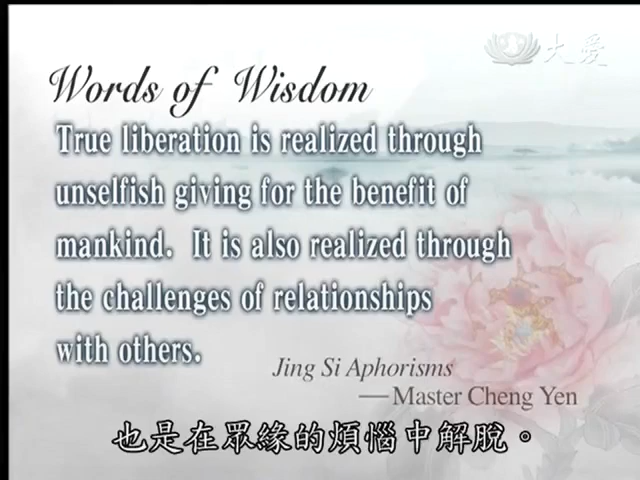 大愛
Words of Wisdom
True liberation is realized through
unselfish giving for the benefit of
mankind. It is also realized through
the challenges of relationships
with others.
Jing Si Aphorisms
—Master Cheng Yen
也是在眾緣的煩惱中解脫。